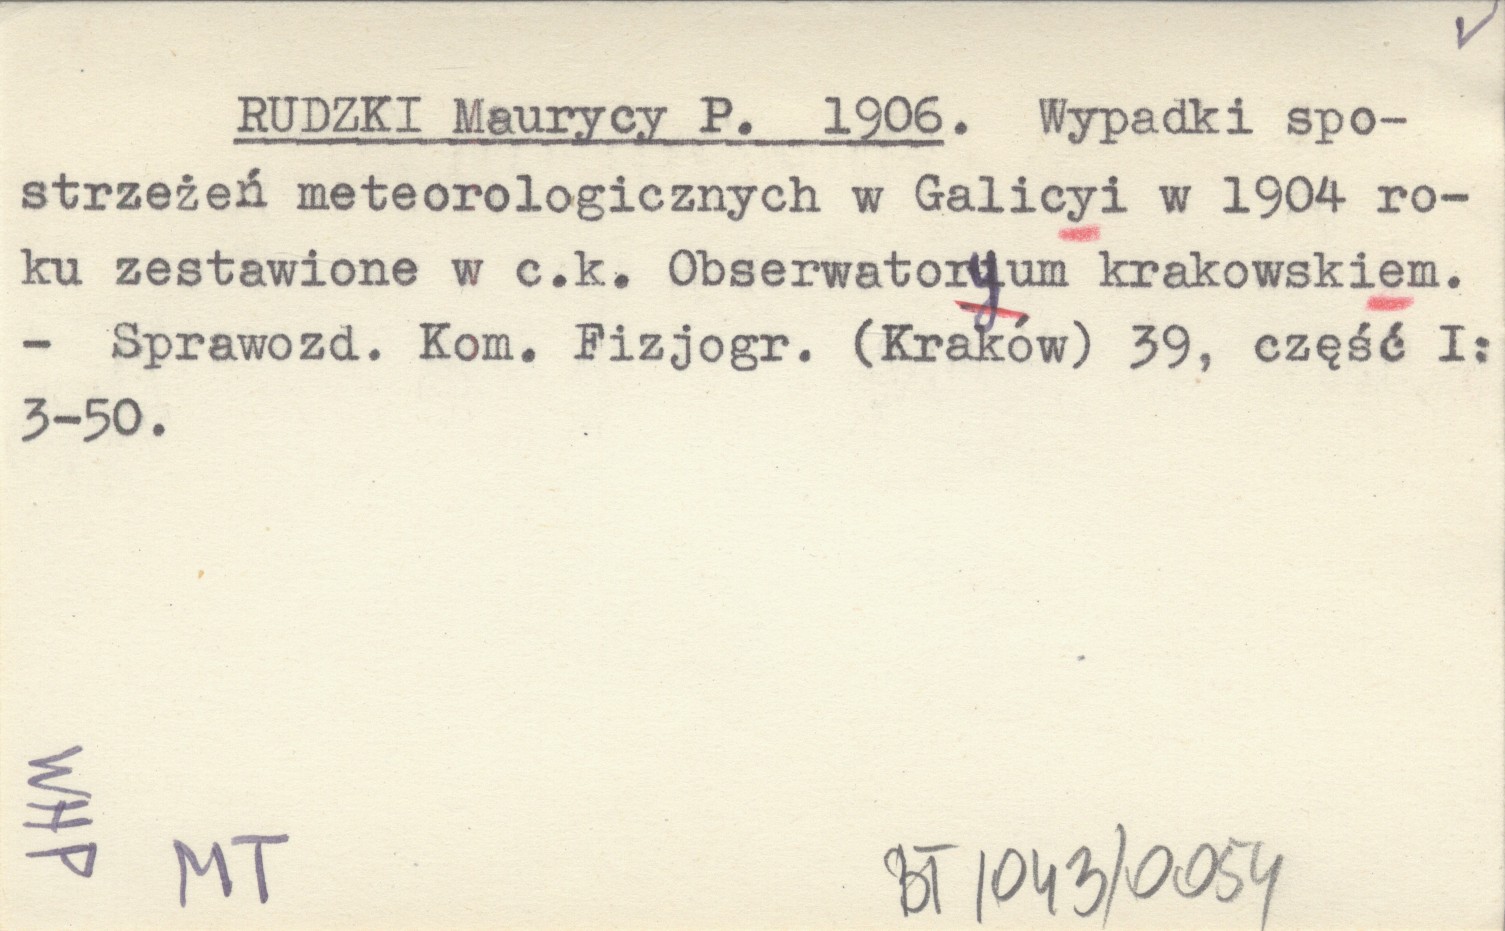 RUDZKI Maurycy P. 1906. Wypadki spo-
strzeżeń meteorologicznych w Galicyi w 1904 ro-
ku zestawione w c.k. Obserwatoryum krakowskiem.
- Sprawozd. Kom. Fizjogr. (Kraków) 39, część I:
3-50.
WHP
MT
BT 1043/0054